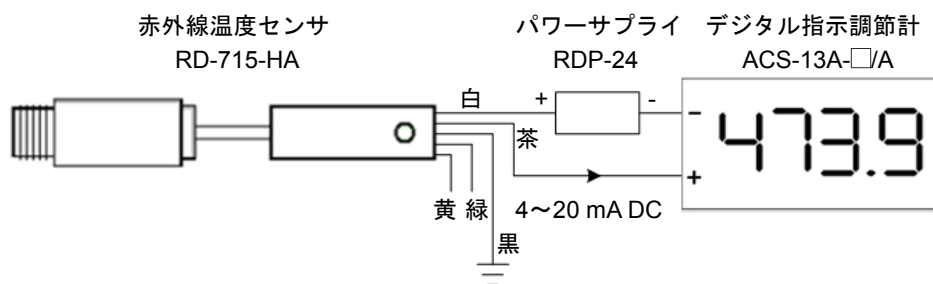 赤外線温度センサ
RD-715-HA
パワーサプライ
RDP-24
デジタル指示調節計
ACS-13A-□/A
白
+
-
-
473.9
茶
+
黄
緑
4～20 mA DC
黒